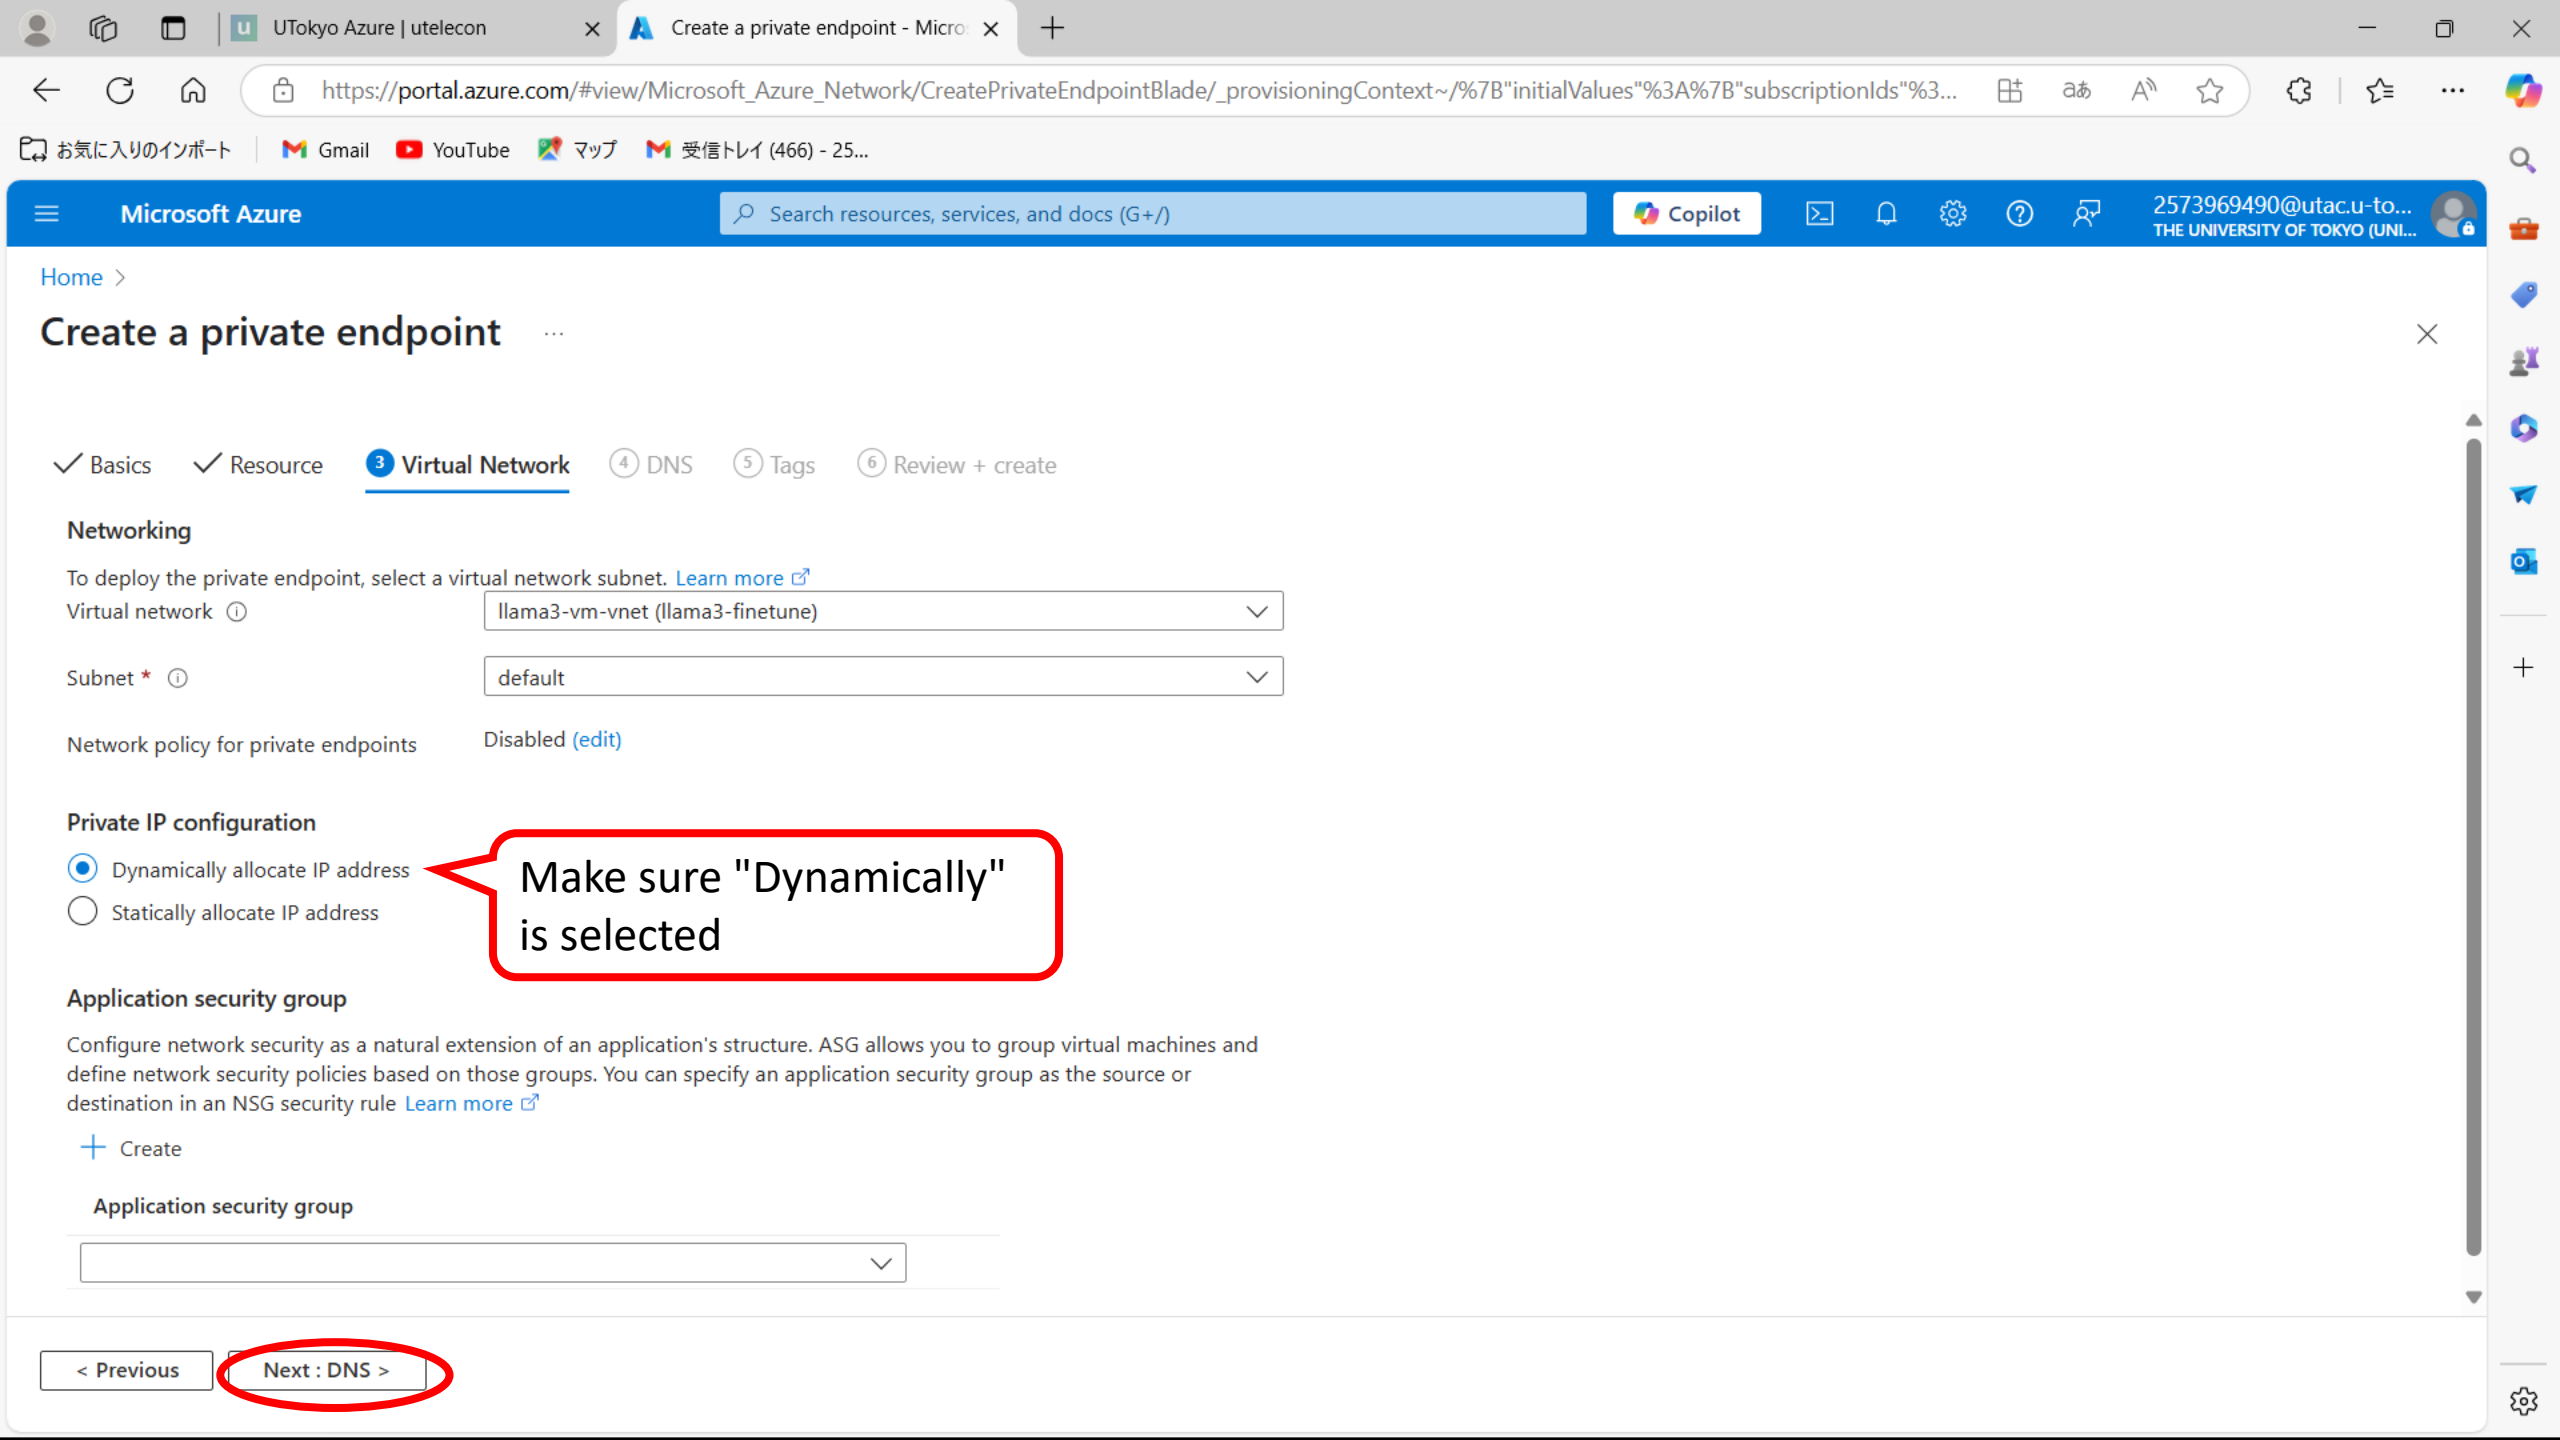 UTokyo Azure | utelecon
Create a private endpoint - Micro
https://portal.azure.com/#view/Microsoft_Azure_Network/CreatePrivateEndpointBlade/_provisioningContext~/%7B"initialValues"%3A%7B"subscriptionIds"%3...
お気に入りのインポート
Gmail
YouTube
マップ
受信トレイ (466) - 25...
Microsoft Azure
Search resources, services, and docs (G+/)
Copilot
2573969490@utac.u-to...
THE UNIVERSITY OF TOKYO (UNI...
Home >
Create a private endpoint ...
Basics
Resource
3 Virtual Network
4 DNS
5 Tags
6 Review + create
Networking
To deploy the private endpoint, select a virtual network subnet. Learn more
Virtual network
llama3-vm-vnet (llama3-finetune)
Subnet *
default
Network policy for private endpoints
Disabled (edit)
Private IP configuration
Dynamically allocate IP address
Statically allocate IP address
Make sure "Dynamically"
is selected
Application security group
Configure network security as a natural extension of an application's structure. ASG allows you to group virtual machines and
define network security policies based on those groups. You can specify an application security group as the source or
destination in an NSG security rule Learn more
+ Create
Application security group
< Previous
Next : DNS >